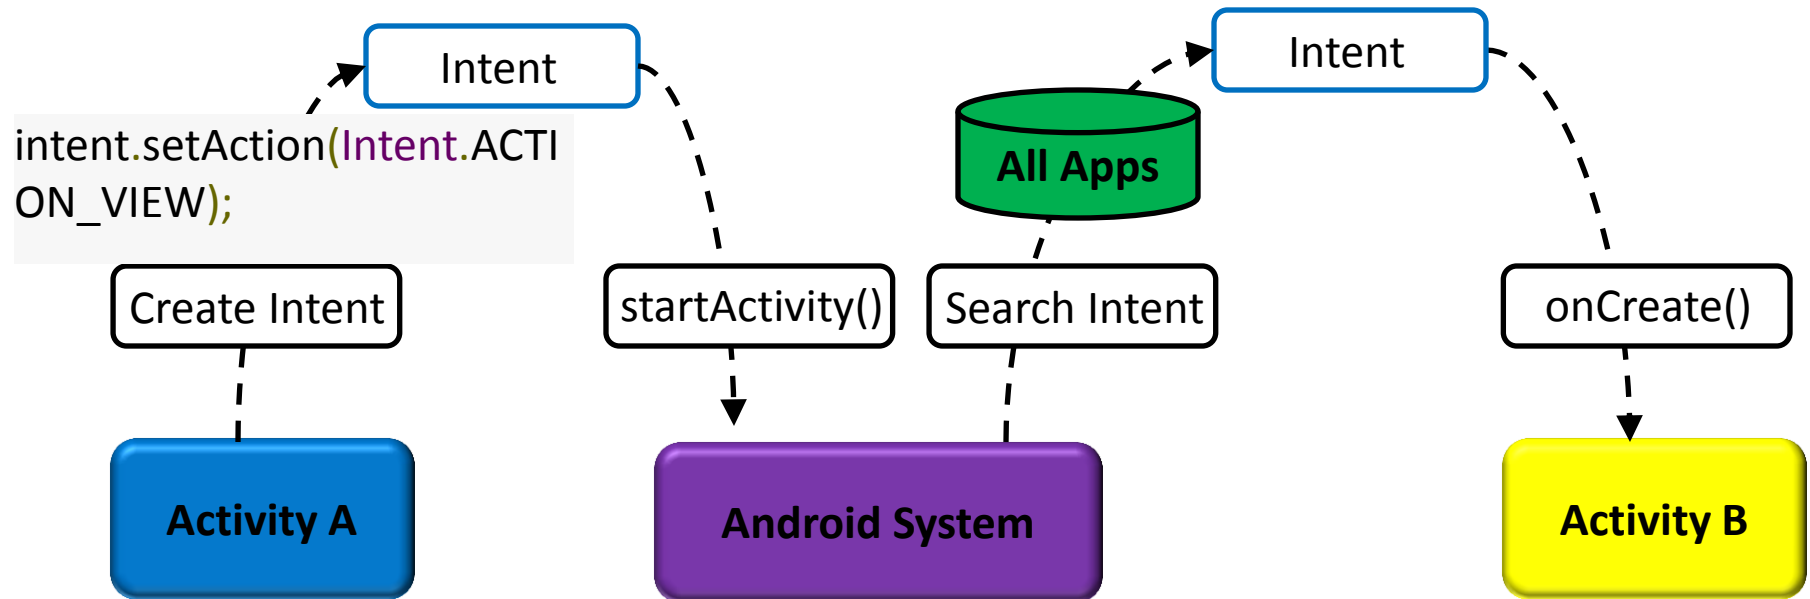 Intent
Intent
intent.setAction(Intent.ACTI
ON_VIEW);
All Apps
Create Intent
startActivity()
Search Intent
onCreate()
Activity A
Android System
Activity B